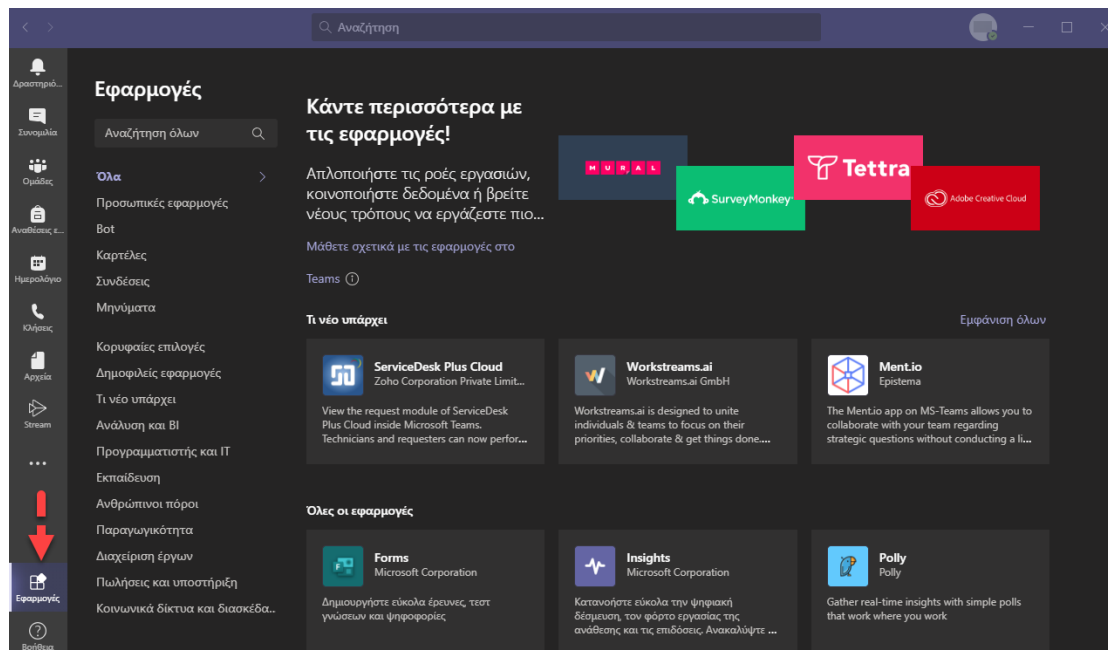 Αναζήτηση
Δραστηριό...
Συνομιλία
Ομάδες
Αναθέσεις ε...
Ημερολόγιο
Κλήσεις
Αρχεία
Stream
Εφαρμογές
Βοήθεια
Εφαρμογές
Αναζήτηση όλων
Όλα
Προσωπικές εφαρμογές
Bot
Καρτέλες
Συνδέσεις
Μηνύματα
Κορυφαίες επιλογές
Δημοφιλείς εφαρμογές
Τι νέο υπάρχει
Ανάλυση και BI
Προγραμματιστής και IT
Εκπαίδευση
Ανθρώπινοι πόροι
Παραγωγικότητα
Διαχείριση έργων
Πωλήσεις και υποστήριξη
Κοινωνικά δίκτυα και διασκέδα..
Κάντε περισσότερα με
τις εφαρμογές!
Απλοποιήστε τις ροές εργασιών,
κοινοποιήστε δεδομένα ή βρείτε
νέους τρόπους να εργάζεστε πιο...
Μάθετε σχετικά με τις εφαρμογές στο
Teams
MURAL
SurveyMonkey
Tettra
Adobe Creative Cloud
Τι νέο υπάρχει
Εμφάνιση όλων
ServiceDesk Plus Cloud
Zoho Corporation Private Limit...
View the request module of ServiceDesk
Plus Cloud inside Microsoft Teams.
Technicians and requesters can now perfor...
Workstreams.ai
Workstreams.ai GmbH
Workstreams.ai is designed to unite
individuals & teams to focus on their
priorities, collaborate & get things done....
Ment.io
Epistema
The Ment.io app on MS-Teams allows you to
collaborate with your team regarding
strategic questions without conducting a li...
Όλες οι εφαρμογές
Forms
Microsoft Corporation
Δημιουργήστε εύκολα έρευνες, τεστ
γνώσεων και ψηφοφορίες
Insights
Microsoft Corporation
Κατανοήστε εύκολα την ψηφιακή
δέσμευση, τον φόρτο εργασίας της
ανάθεσης και τις επιδόσεις. Ανακαλύψτε ...
Polly
Polly
Gather real-time insights with simple polls
that work where you work